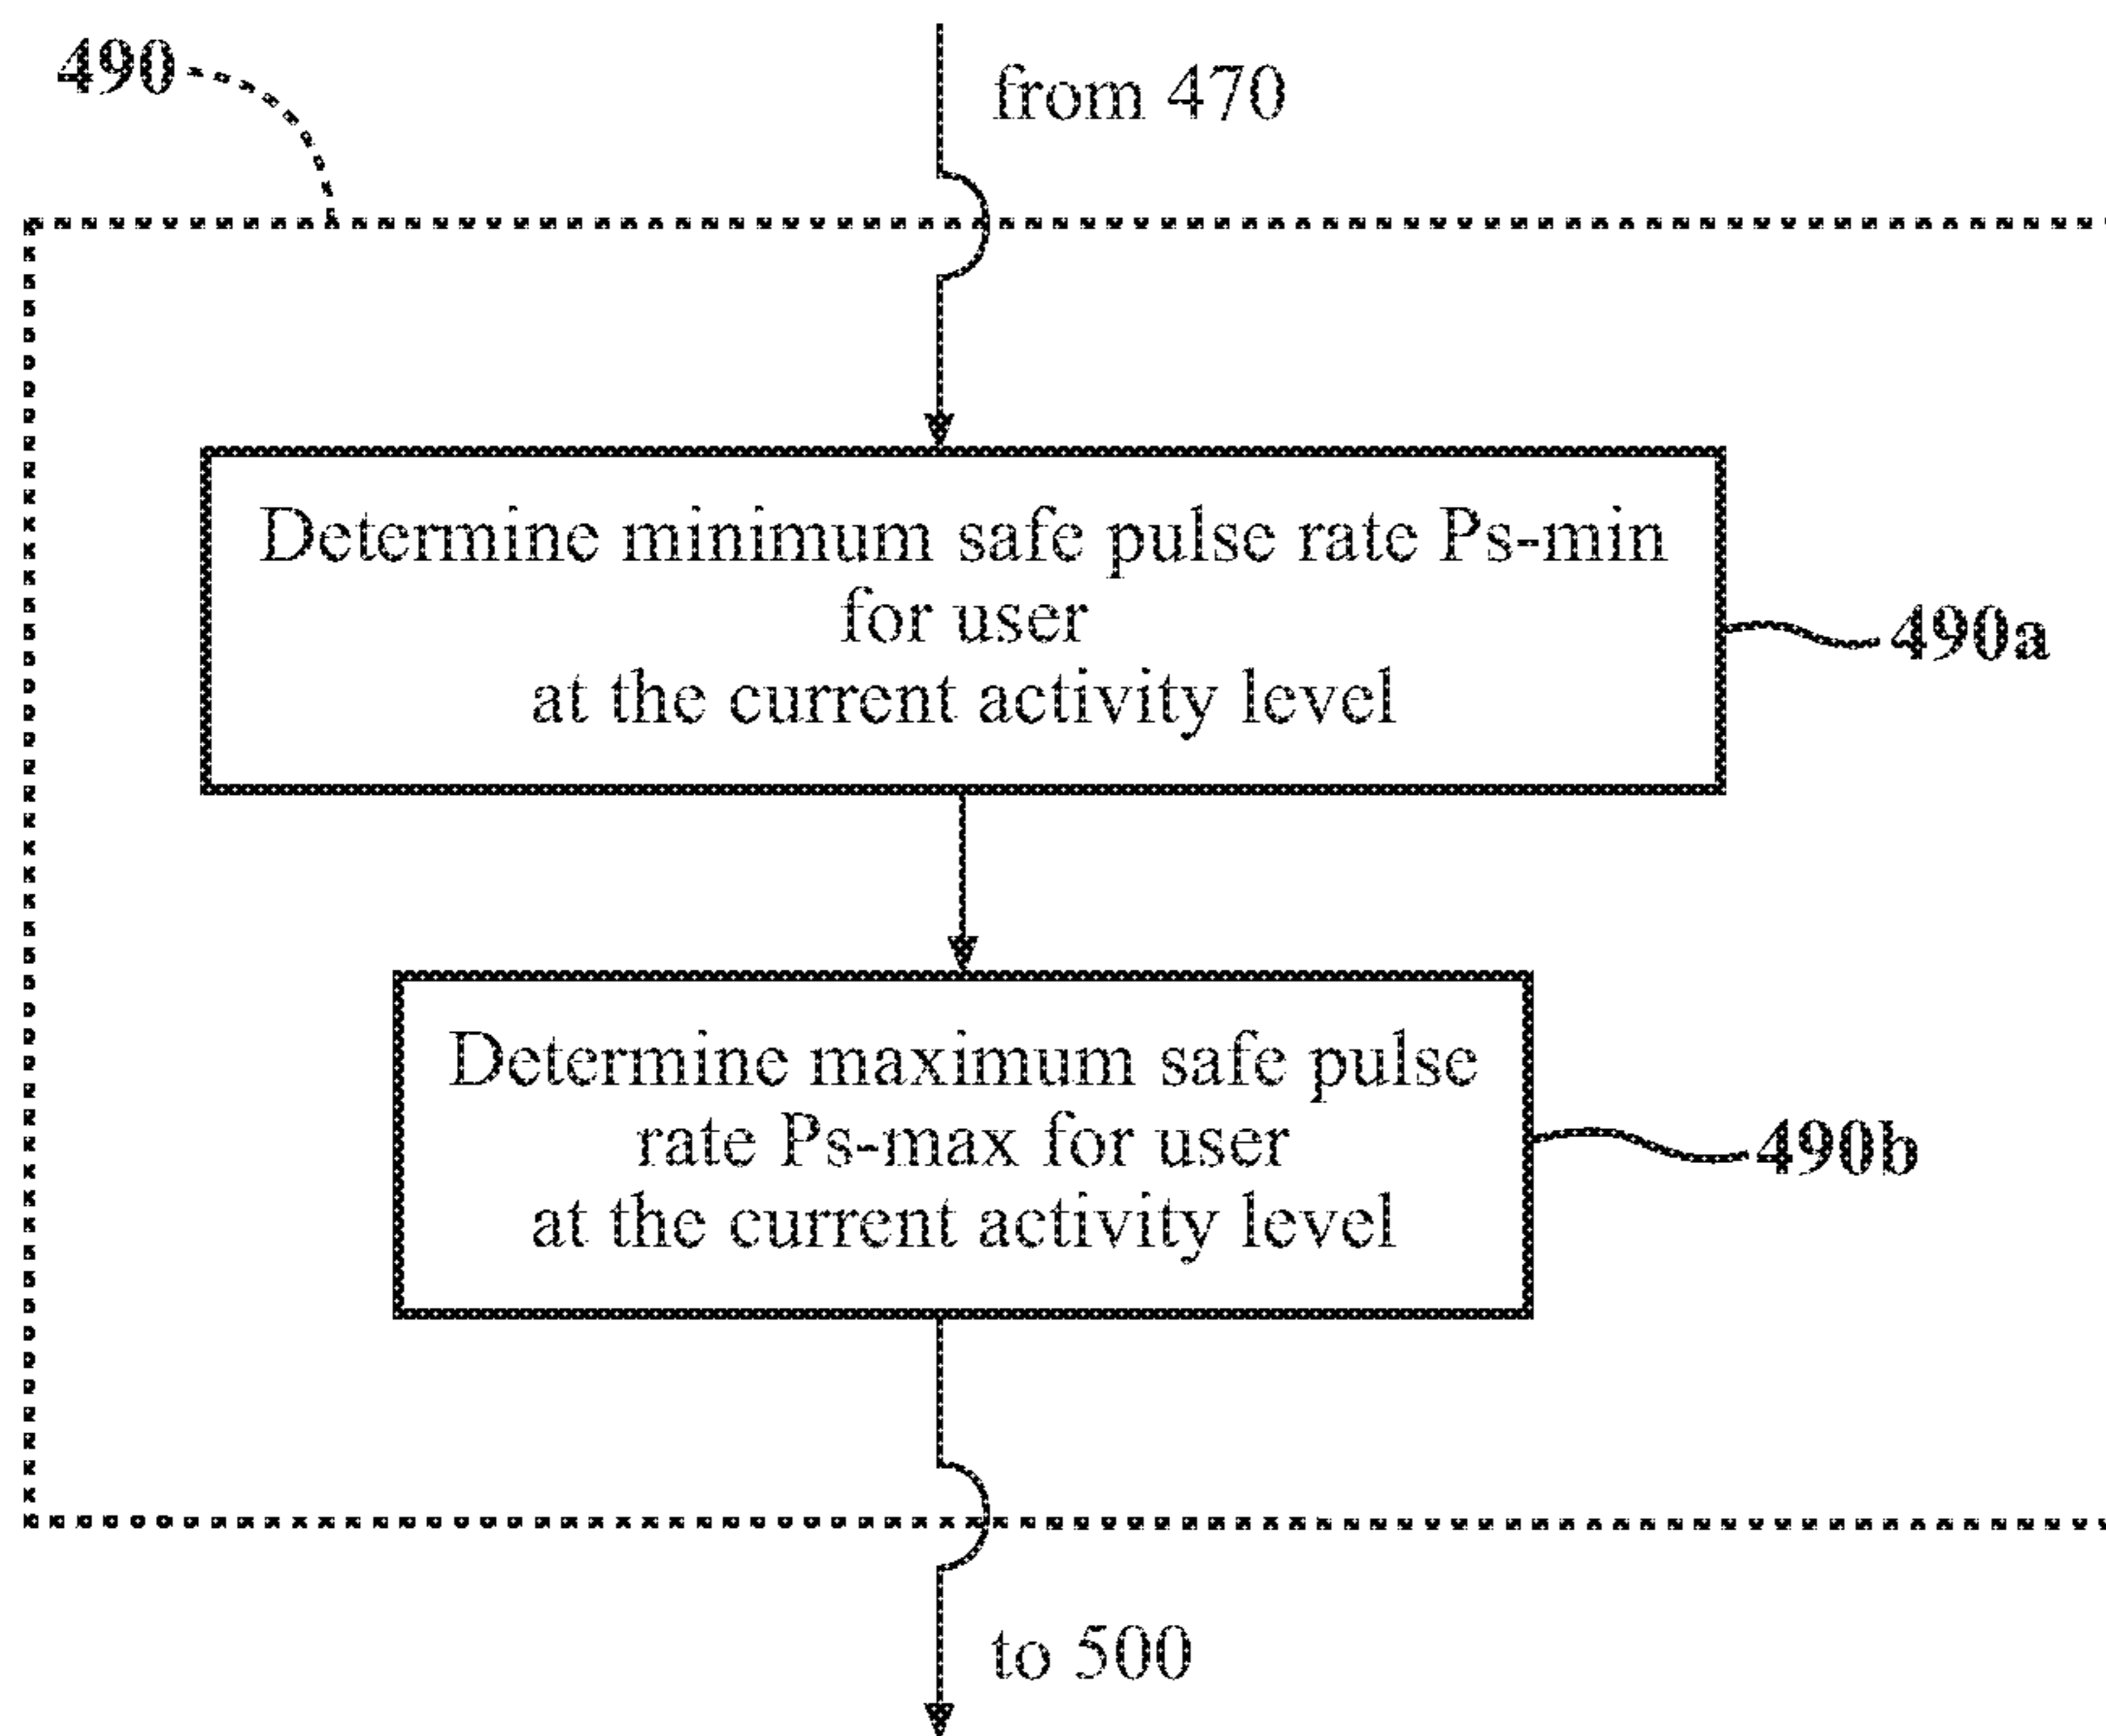 490
from 470
Determine minimum safe pulse rate Ps-min
for user
at the current activity level
490a
Determine maximum safe pulse
rate Ps-max for user
at the current activity level
490b
to 500